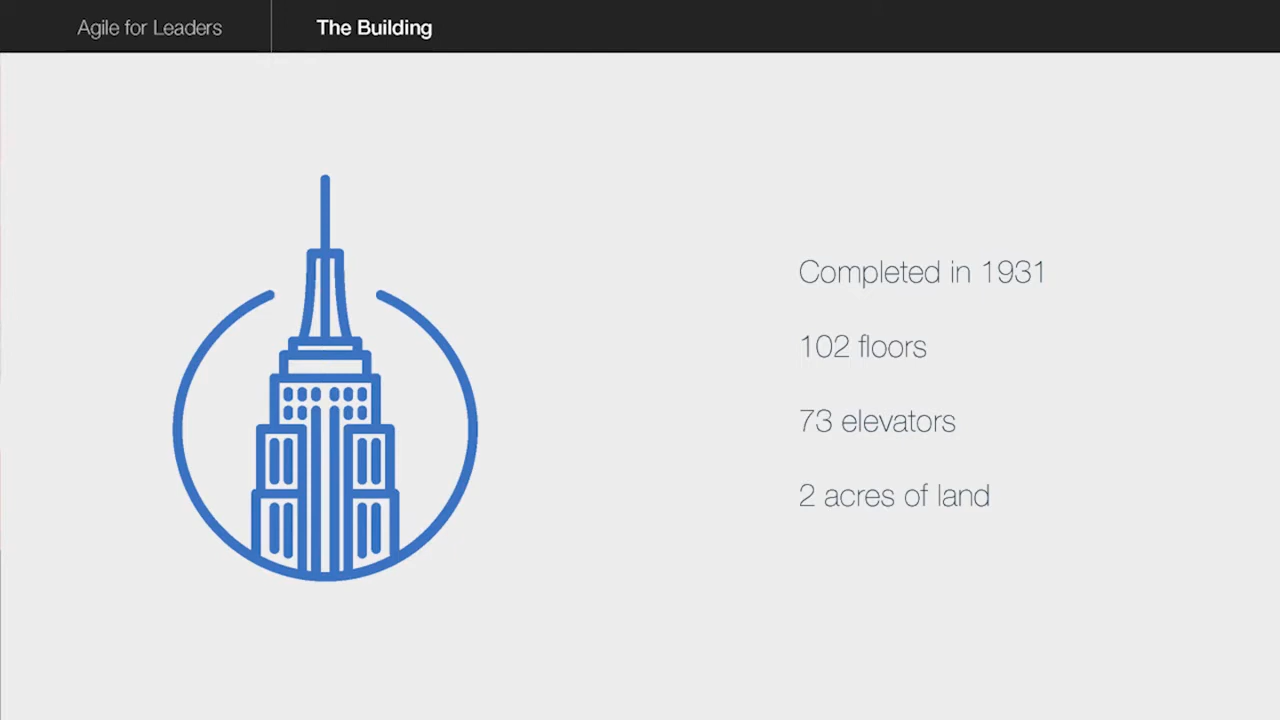 Agile for Leaders
The Building
Completed in 1931
102 floors
73 elevators
2 acres of land